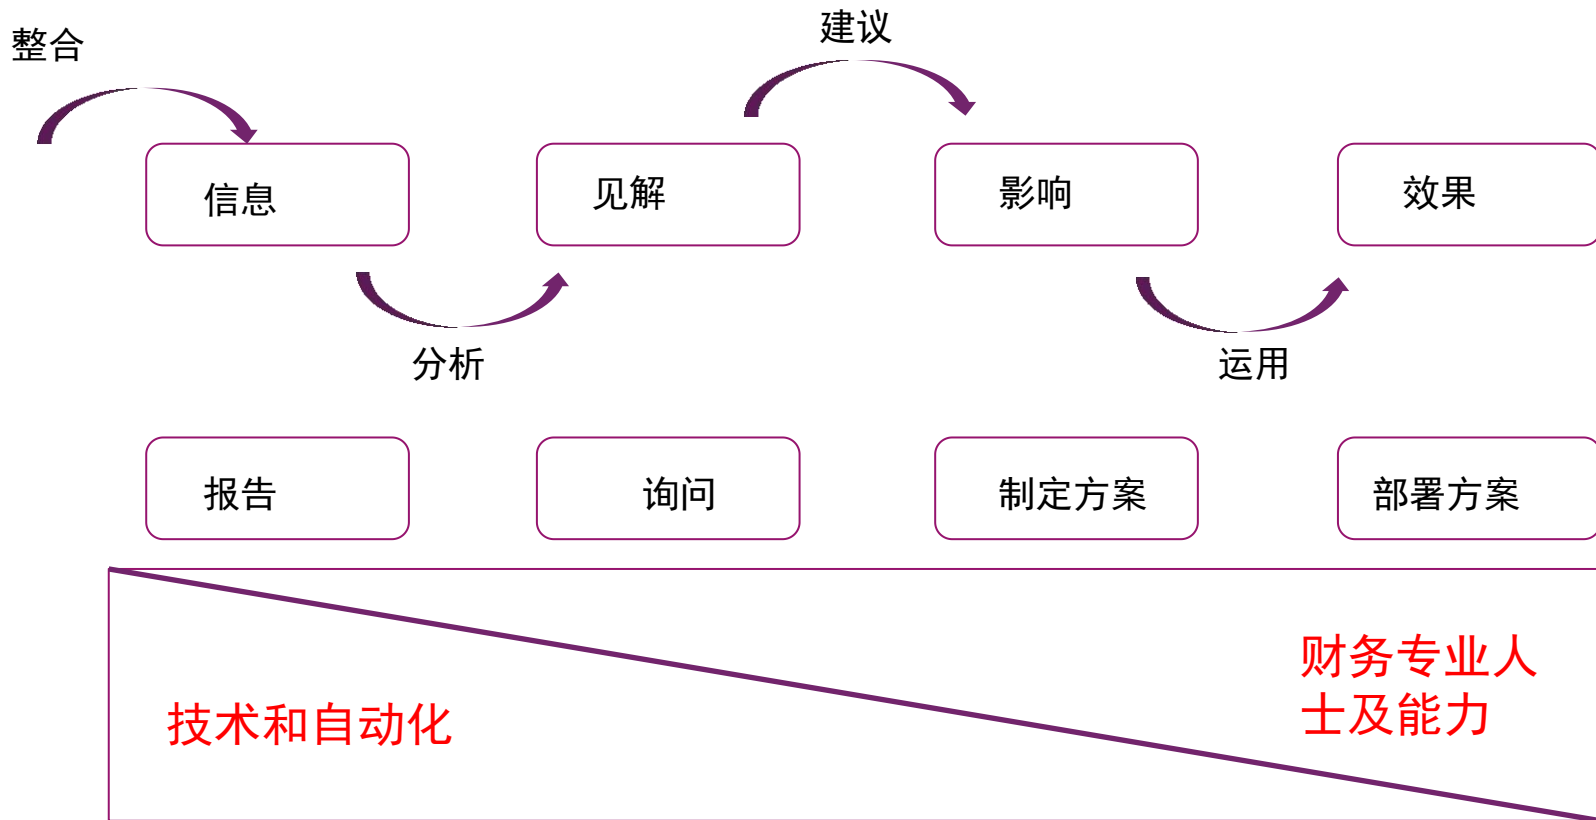 整合
建议
信息
见解
影响
效果
分析
运用
报告
询问
制定方案
部署方案
财务专业人
士及能力
技术和自动化